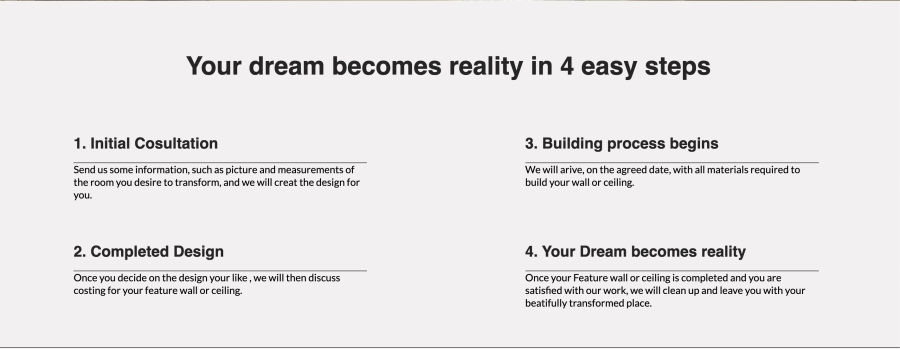 Your dream becomes reality in 4 easy steps
1. Initial Cosultation
Send us some information, such as picture and measurements of
the room you desire to transform, and we will creat the design for
you.
2. Completed Design
Once you decide on the design your like , we will then discuss
costing for your feature wall or ceiling.
3. Building process begins
We will arive, on the agreed date, with all materials required to
build your wall or ceiling.
4. Your Dream becomes reality
Once your Feature wall or ceiling is completed and you are
satisfied with our work, we will clean up and leave you with your
beatifully transformed place.